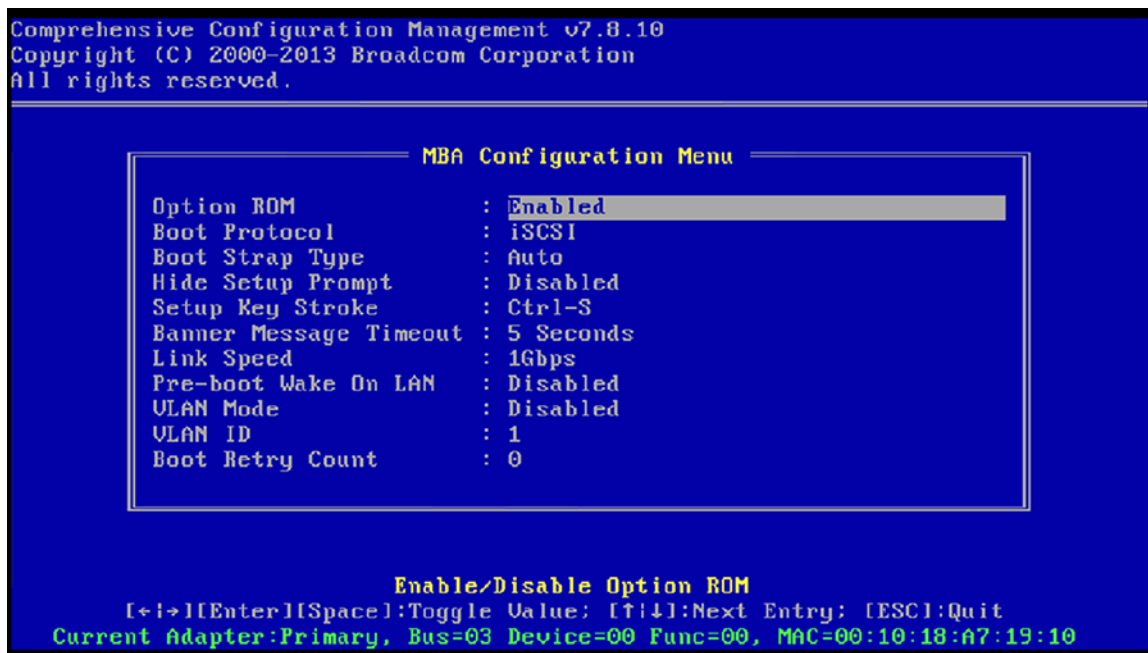 Comprehensive Configuration Management v7.8.10
Copyright (C) 2000-2013 Broadcom Corporation
All rights reserved.
MBA Configuration Menu
Option ROM : Enabled
Boot Protocol : iSCSI
Boot Strap Type : Auto
Hide Setup Prompt : Disabled
Setup Key Stroke : Ctrl-S
Banner Message Timeout : 5 Seconds
Link Speed : 1Gbps
Pre-boot Wake On LAN : Disabled
VLAN Mode : Disabled
VLAN ID : 1
Boot Retry Count : 0
Enable/Disable Option ROM
[←|→][Enter][Space]:Toggle Value; [↑|↓]:Next Entry; [ESC]:Quit
Current Adapter:Primary, Bus=03 Device=00 Func=00, MAC=00:10:18:A7:19:10